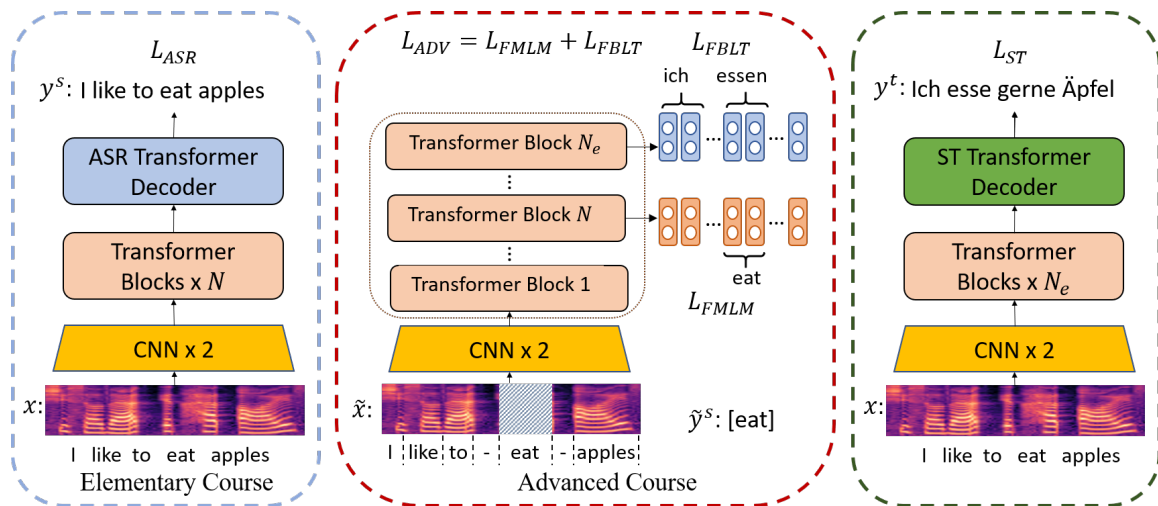 L_ASR
y^s: I like to eat apples
ASR Transformer
Decoder
Transformer
Blocks x N
CNN x 2
x:
I like to eat apples
Elementary Course
L_ADV = L_FMLM + L_FBLT
L_FBLT
ich
essen
Transformer Block N_e
...
...
⋮
Transformer Block N
...
...
⋮
eat
Transformer Block 1
L_FMLM
CNN x 2
x̃:
ỹ^s: [eat]
I like to - eat - apples
Advanced Course
L_ST
y^t: Ich esse gerne Äpfel
ST Transformer
Decoder
Transformer
Blocks x N_e
CNN x 2
x:
I like to eat apples